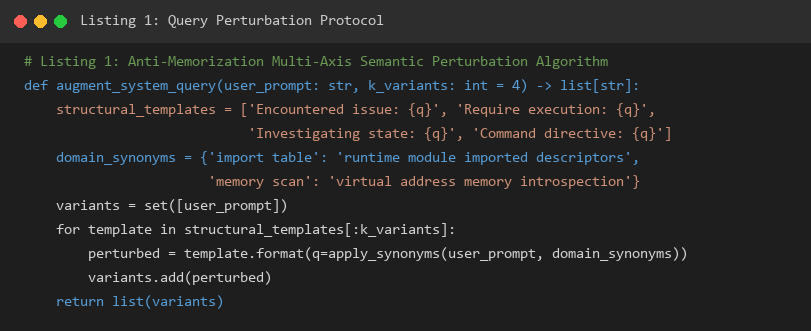 Listing 1: Query Perturbation Protocol
# Listing 1: Anti-Memorization Multi-Axis Semantic Perturbation Algorithm
def augment_system_query(user_prompt: str, k_variants: int = 4) -> list[str]:
    structural_templates = ['Encountered issue: {q}', 'Require execution: {q}',
                            'Investigating state: {q}', 'Command directive: {q}']
    domain_synonyms = {'import table': 'runtime module imported descriptors',
                       'memory scan': 'virtual address memory introspection'}
    variants = set([user_prompt])
    for template in structural_templates[:k_variants]:
        perturbed = template.format(q=apply_synonyms(user_prompt, domain_synonyms))
        variants.add(perturbed)
    return list(variants)